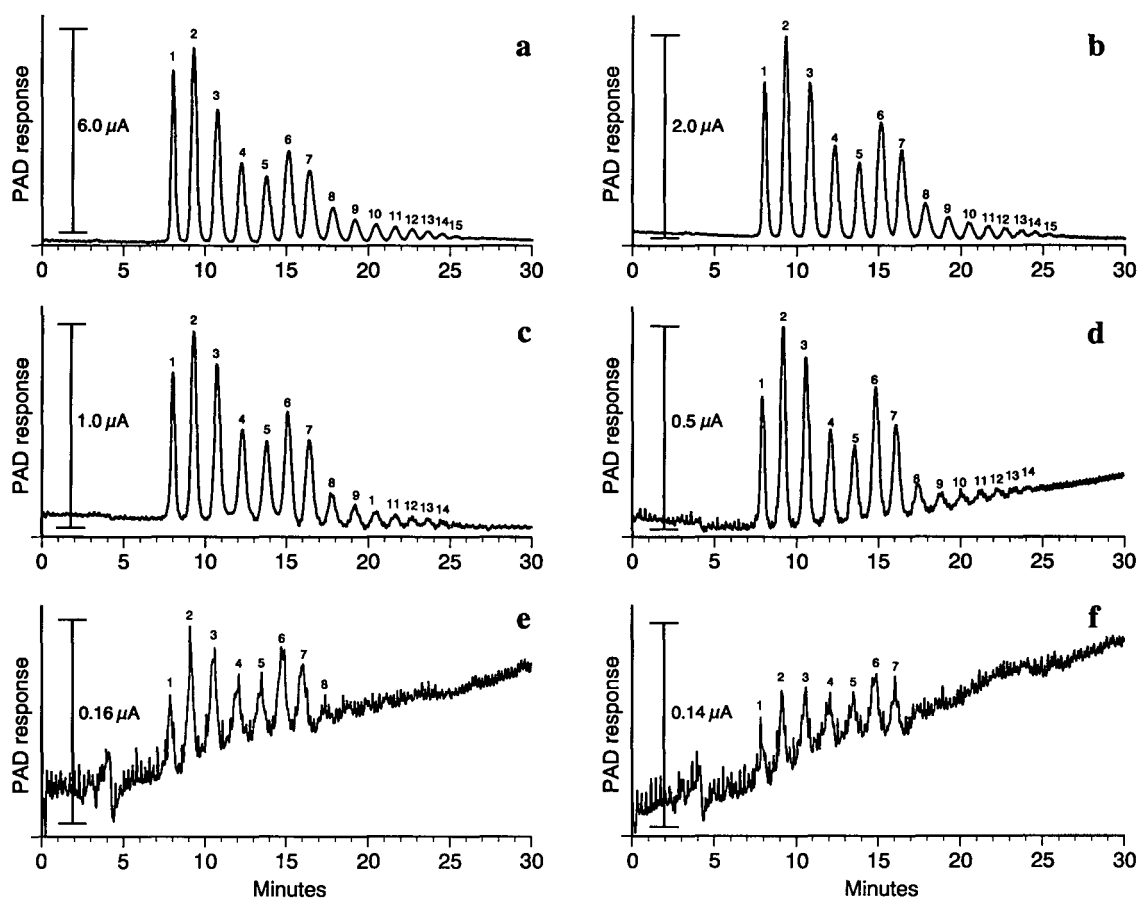 a
PAD response
6.0 µA
1 2 3 4 5 6 7 8 9 10 11 12 13 14 15
0 5 10 15 20 25 30
b
PAD response
2.0 µA
1 2 3 4 5 6 7 8 9 10 11 12 13 14 15
0 5 10 15 20 25 30
c
PAD response
1.0 µA
1 2 3 4 5 6 7 8 9 1 11 12 13 14
0 5 10 15 20 25 30
d
PAD response
0.5 µA
1 2 3 4 5 6 7 8 9 10 11 12 13 14
0 5 10 15 20 25 30
e
PAD response
0.16 µA
1 2 3 4 5 6 7 8
0 5 10 15 20 25 30
Minutes
f
PAD response
0.14 µA
1 2 3 4 5 6 7
0 5 10 15 20 25 30
Minutes